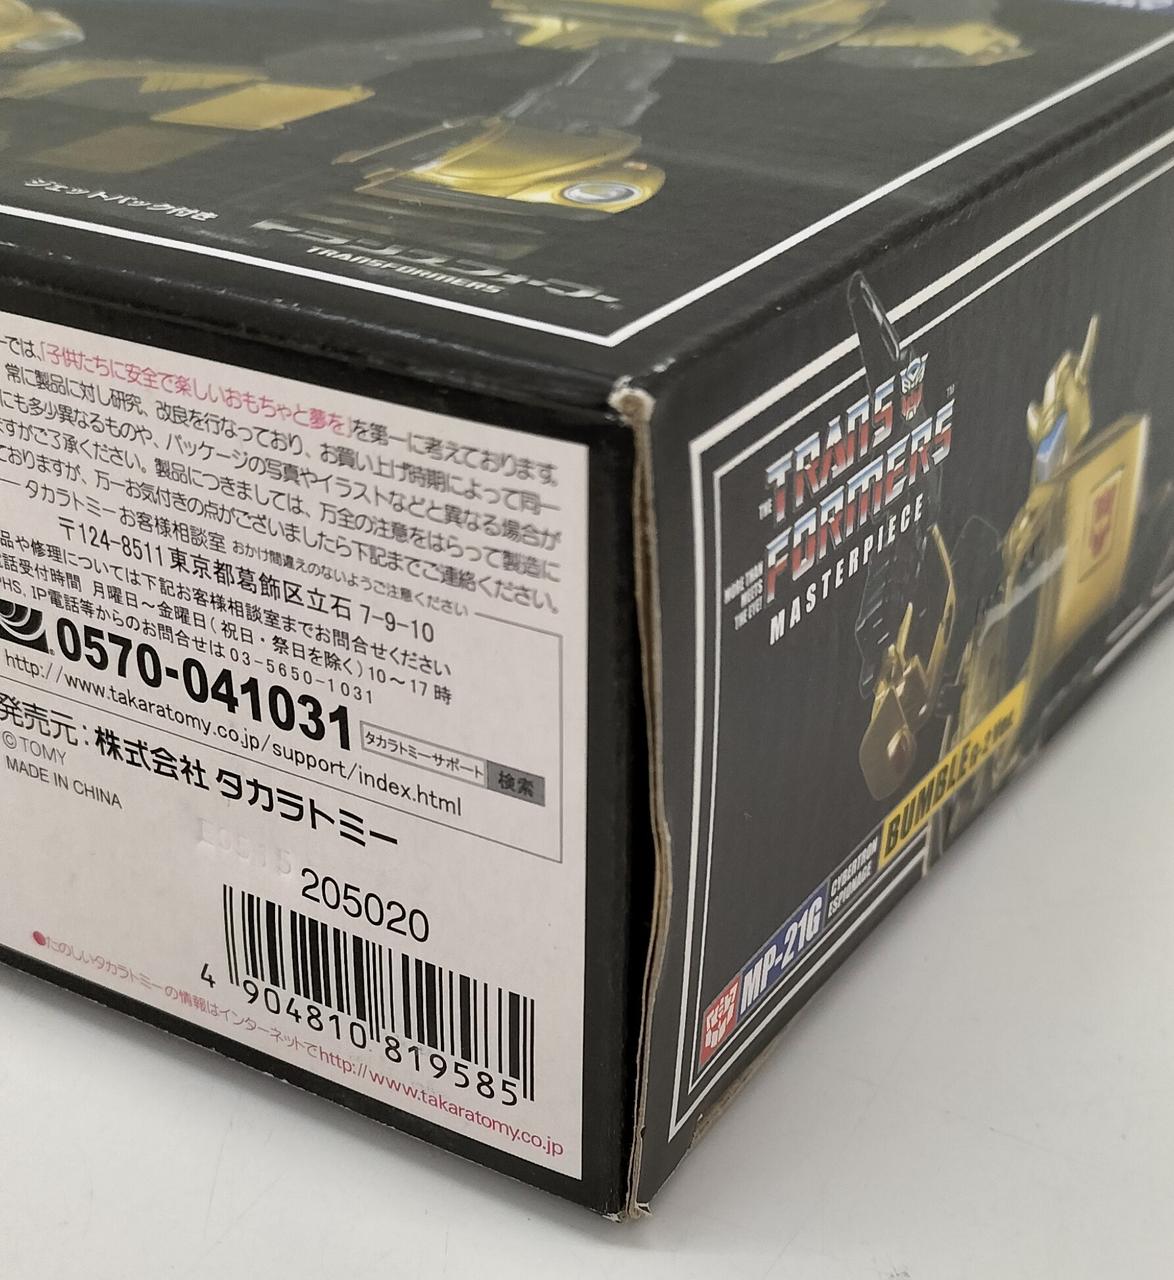 ジェットパック付き
トランスフォーマー
TRANSFORMERS
ーでは、「子供たちに安全で楽しいおもちゃと夢を」を第一に考えております。
常に製品に対し研究、改良を行なっており、お買い上げ時期によって同一
にも多少異なるものや、パッケージの写真やイラストなどと異なる場合が
ますがご了承ください。製品につきましては、万全の注意をはらって製造に
ておりますが、万一お気付きの点がございましたら下記までご連絡ください。
タカラトミーお客様相談室 おかけ間違えのないようご注意ください
〒124-8511 東京都葛飾区立石 7-9-10
品や修理については下記お客様相談室までお問合せください
電話受付時間 月曜日〜金曜日(祝日・祭日を除く)10〜17時
PHS、IP電話等からのお問合せは 03-5650-1031
0570-041031
http://www.takaratomy.co.jp/support/index.html
タカラトミーサポート 検索
発売元:株式会社 タカラトミー
©TOMY
MADE IN CHINA
205020
4 904810 819585
●たのしいタカラトミーの情報はインターネットでhttp://www.takaratomy.co.jp
THE
TRANSFORMERS
™
MORE THAN
MEETS
THE EYE!
MASTERPIECE
MP-21G
CYBERTRON
ESPIONAGE
BUMBLE
G-2 Ver.